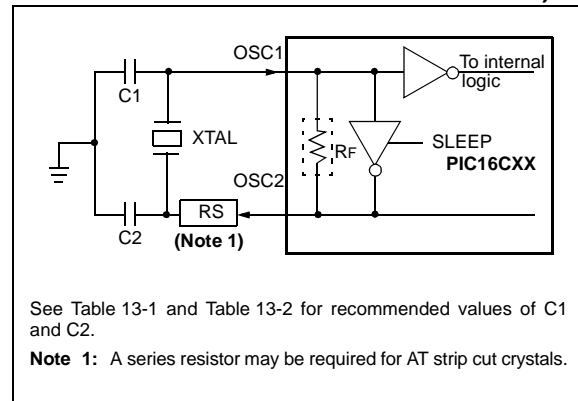 OSC1
To internal
logic
C1
XTAL
RF
SLEEP
PIC16CXX
OSC2
RS
C2
(Note 1)
See Table 13-1 and Table 13-2 for recommended values of C1
and C2.
Note 1: A series resistor may be required for AT strip cut crystals.